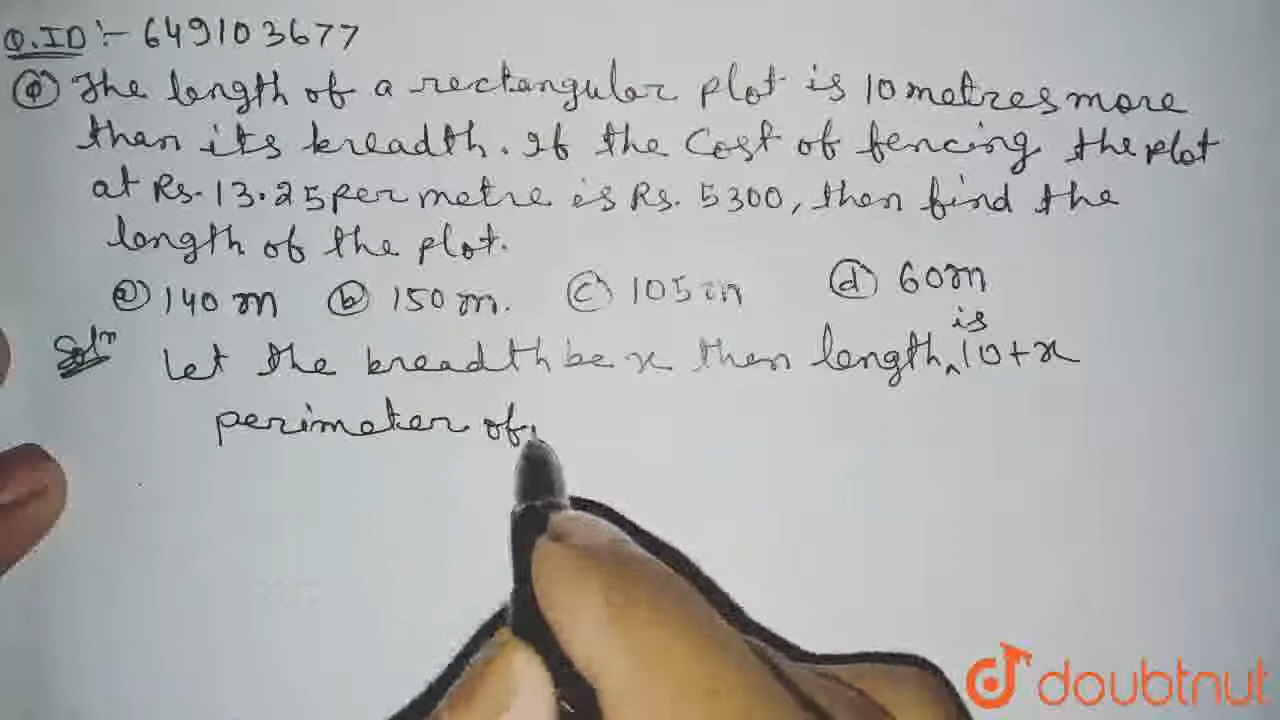 Q.ID :- 649103677
Q The length of a rectangular plot is 10 metres more
than its breadth. If the cost of fencing the plot
at Rs. 13.25 per metre is Rs. 5300, then find the
length of the plot.
a 140 m b 150 m. c 105 m d 60m
Soln Let the breadth be x then length ^is 10+x
perimeter of
doubtnut